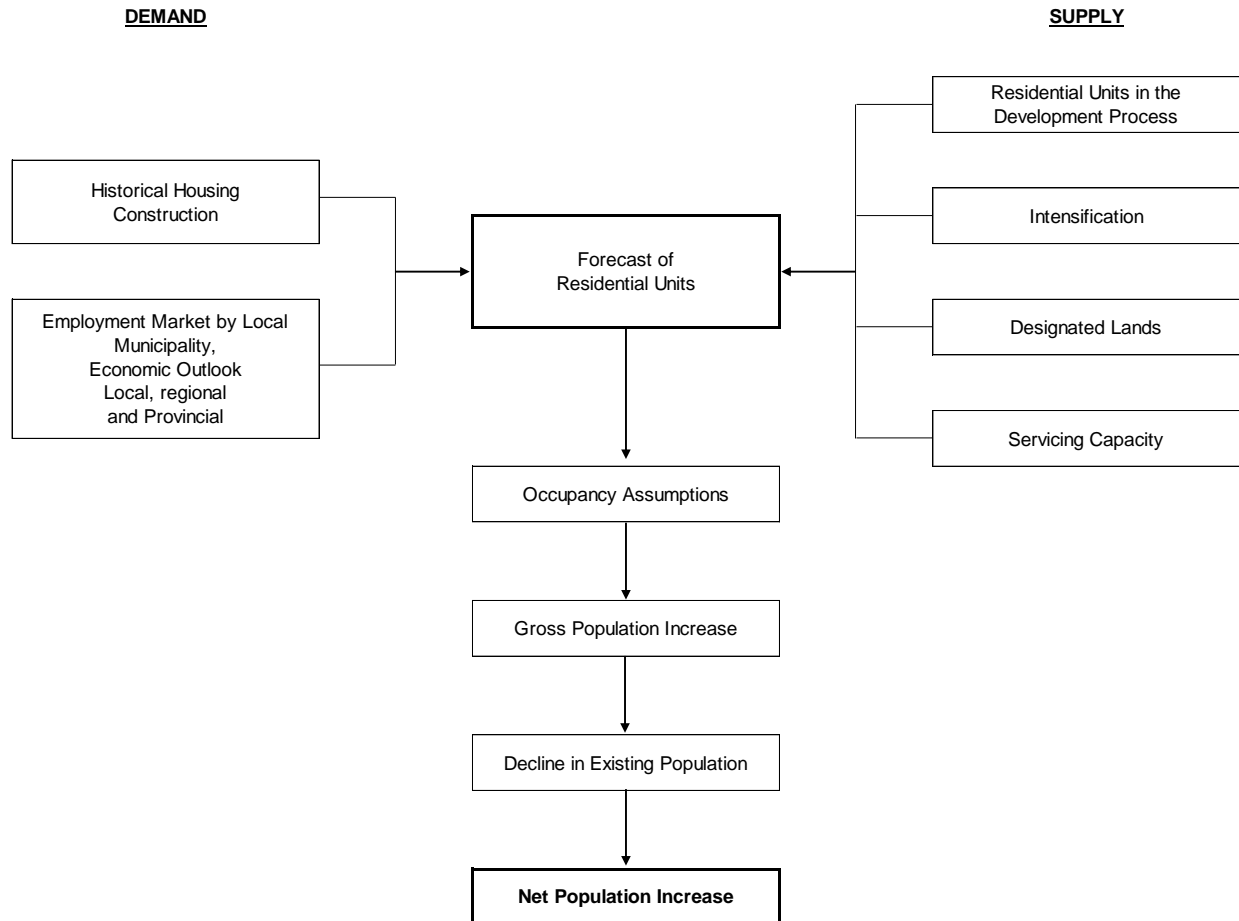 DEMAND
SUPPLY
Residential Units in the
Development Process
Historical Housing
Construction
Intensification
Forecast of
Residential Units
Employment Market by Local
Municipality,
Economic Outlook
Local, regional
and Provincial
Designated Lands
Servicing Capacity
Occupancy Assumptions
Gross Population Increase
Decline in Existing Population
Net Population Increase